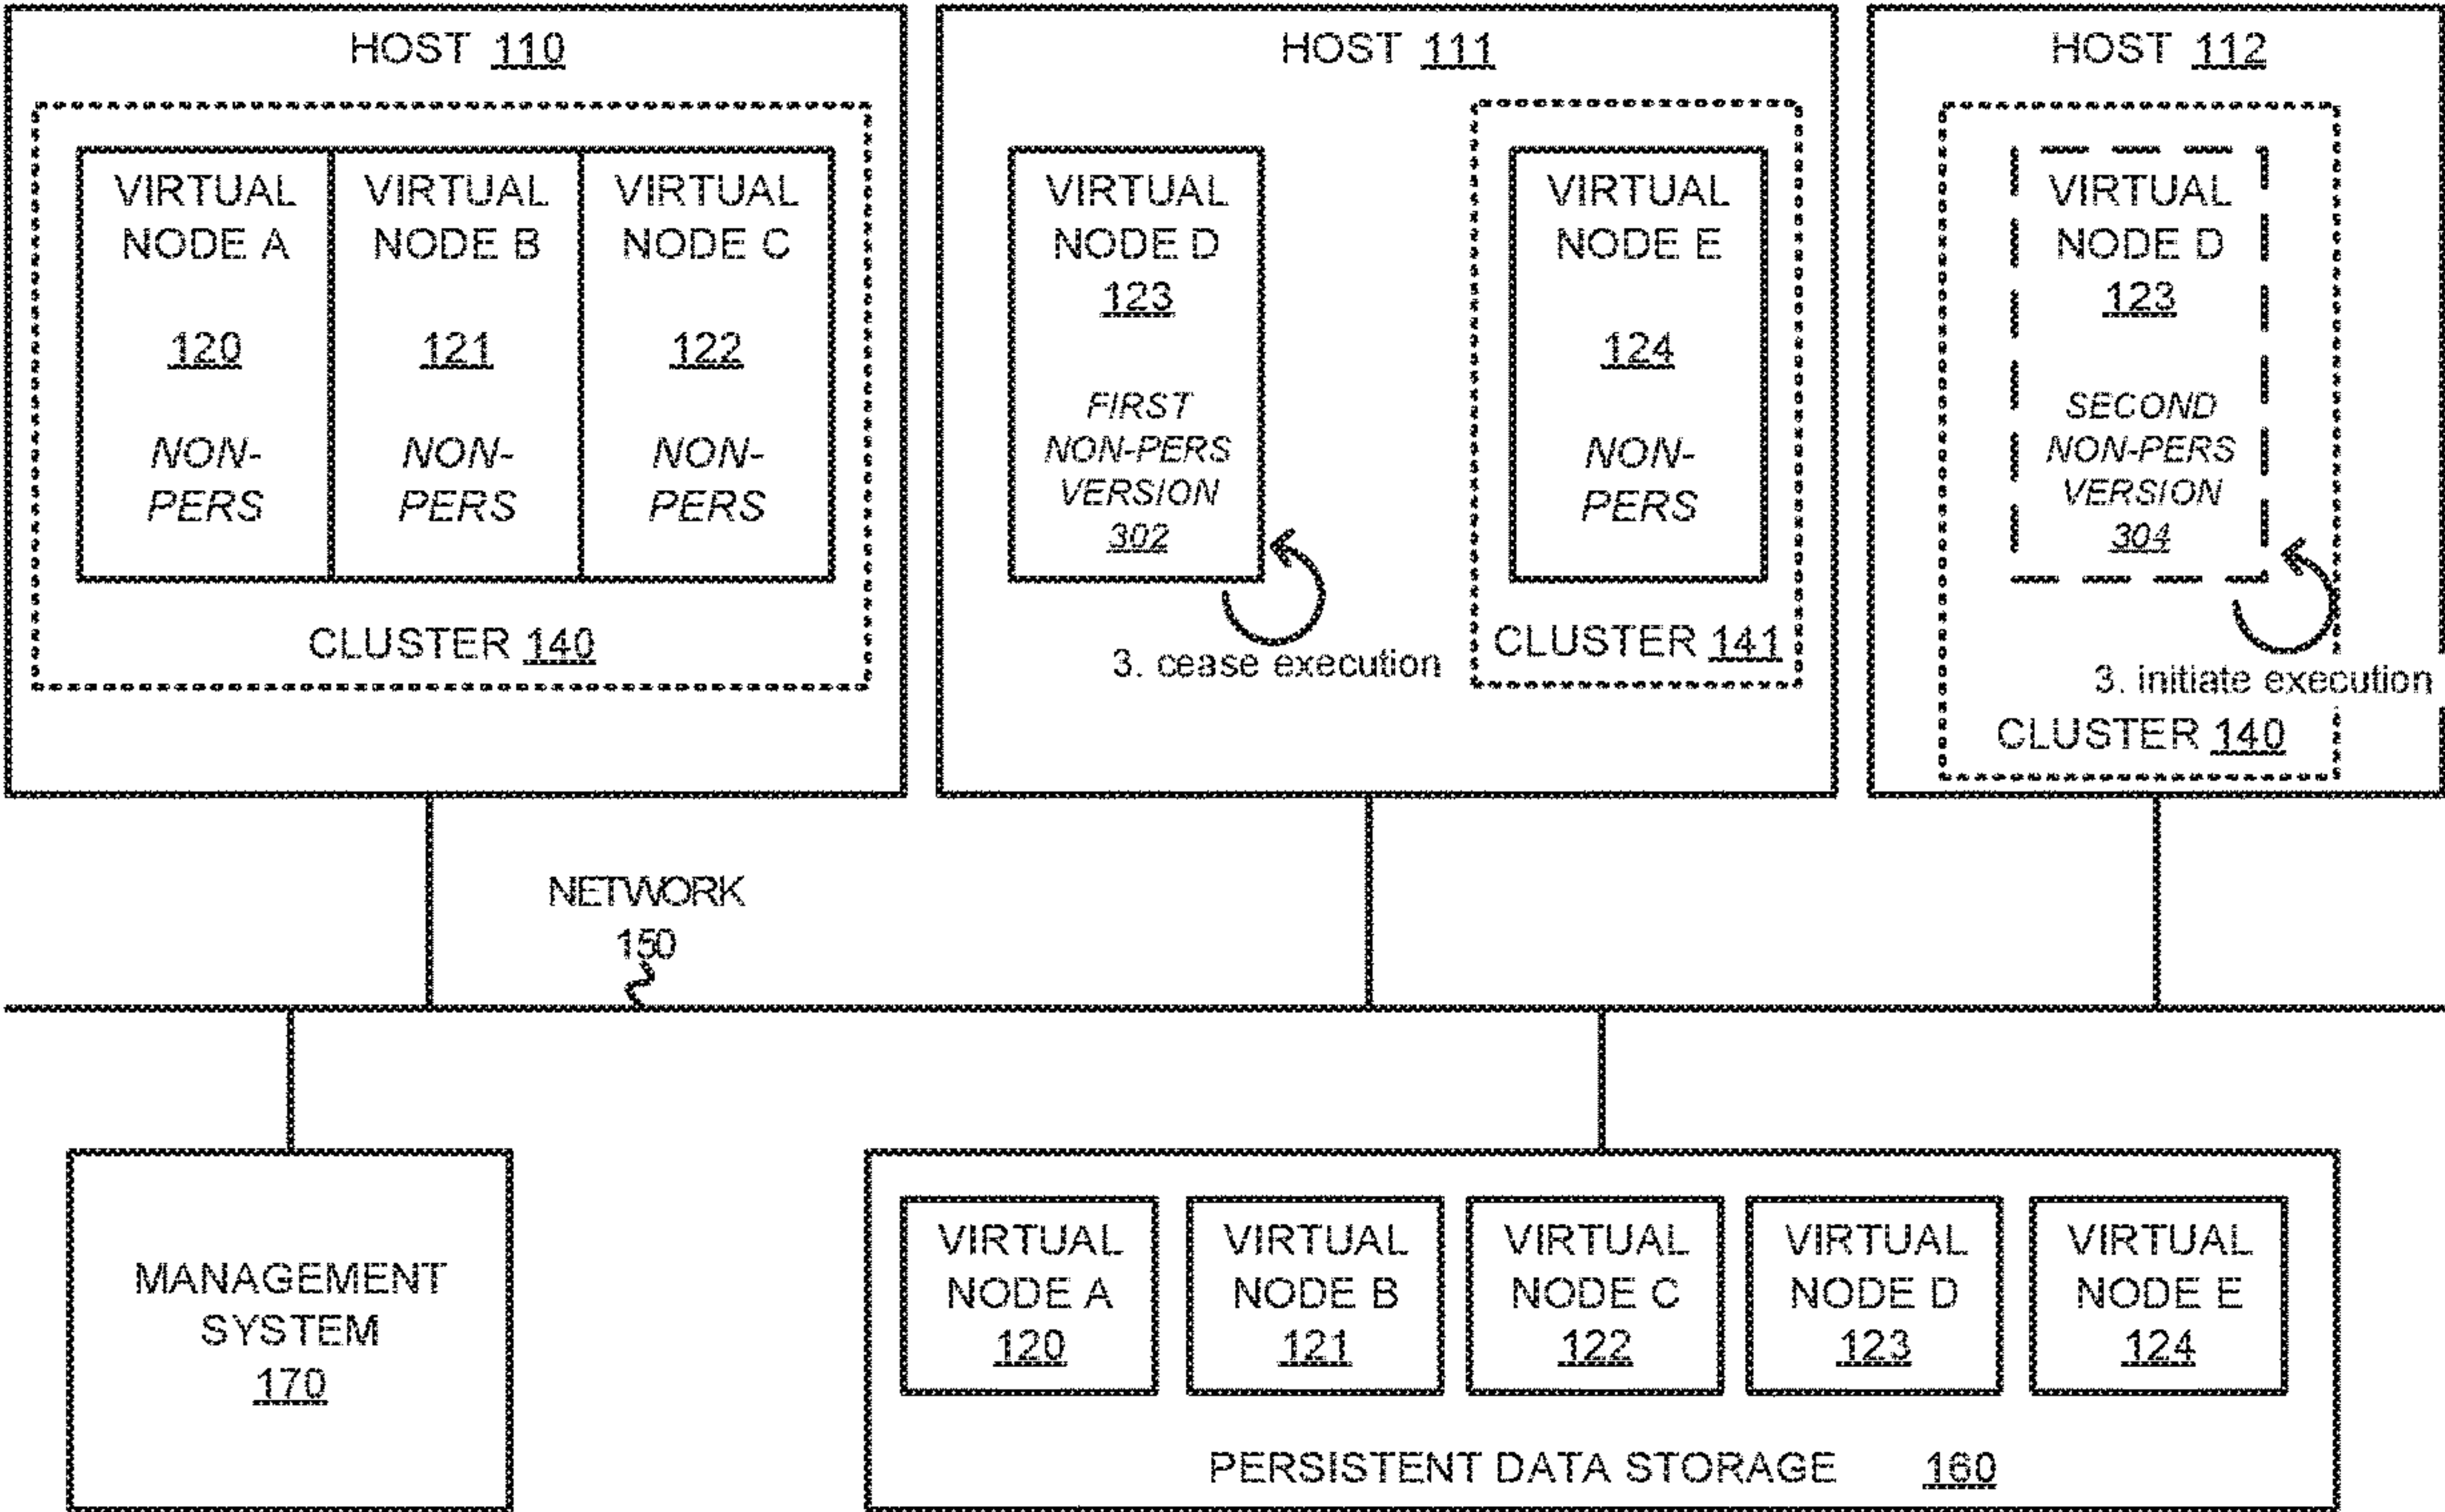 HOST 110
VIRTUAL
NODE A
120
NON-
PERS
VIRTUAL
NODE B
121
NON-
PERS
VIRTUAL
NODE C
122
NON-
PERS
CLUSTER 140
HOST 111
VIRTUAL
NODE D
123
FIRST
NON-PERS
VERSION
302
3. cease execution
VIRTUAL
NODE E
124
NON-
PERS
CLUSTER 141
HOST 112
VIRTUAL
NODE D
123
SECOND
NON-PERS
VERSION
304
3. initiate execution
CLUSTER 140
NETWORK
150
MANAGEMENT
SYSTEM
170
VIRTUAL
NODE A
120
VIRTUAL
NODE B
121
VIRTUAL
NODE C
122
VIRTUAL
NODE D
123
VIRTUAL
NODE E
124
PERSISTENT DATA STORAGE 160